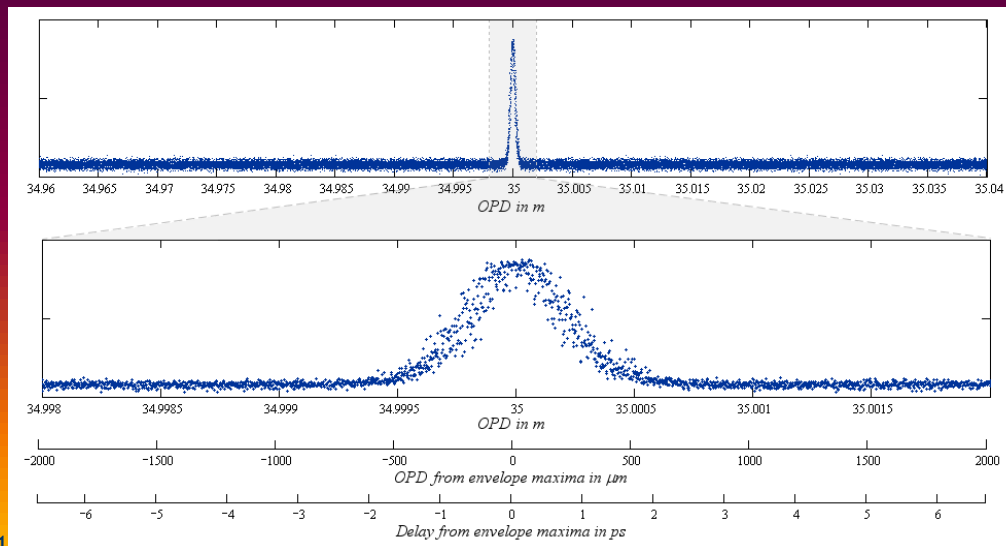 34.96 34.965 34.97 34.975 34.98 34.985 34.99 34.995 35 35.005 35.01 35.015 35.02 35.025 35.03 35.035 35.04
OPD in m
34.998 34.9985 34.999 34.9995 35 35.0005 35.001 35.0015
OPD in m
-2000 -1500 -1000 -500 0 500 1000 1500 2000
OPD from envelope maxima in μm
-6 -5 -4 -3 -2 -1 0 1 2 3 4 5 6
Delay from envelope maxima in ps
1